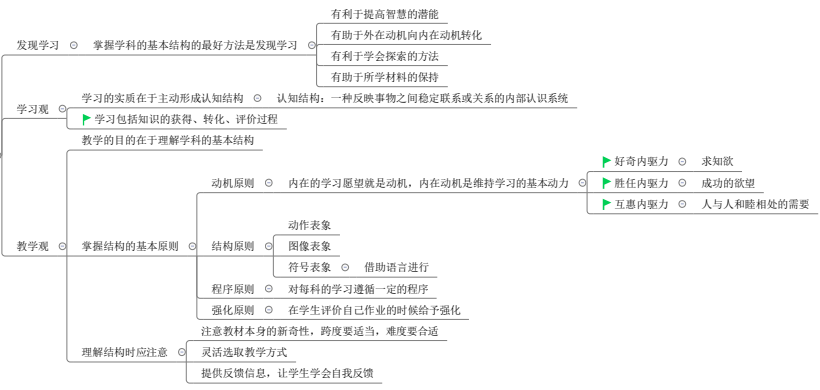 发现学习
掌握学科的基本结构的最好方法是发现学习
有利于提高智慧的潜能
有助于外在动机向内在动机转化
有利于学会探索的方法
有助于所学材料的保持
学习观
学习的实质在于主动形成认知结构
认知结构：一种反映事物之间稳定联系或关系的内部认识系统
学习包括知识的获得、转化、评价过程
教学观
教学的目的在于理解学科的基本结构
掌握结构的基本原则
动机原则
内在的学习愿望就是动机，内在动机是维持学习的基本动力
好奇内驱力
求知欲
胜任内驱力
成功的欲望
互惠内驱力
人与人和睦相处的需要
结构原则
动作表象
图像表象
符号表象
借助语言进行
程序原则
对每科的学习遵循一定的程序
强化原则
在学生评价自己作业的时候给予强化
理解结构时应注意
注意教材本身的新奇性，跨度要适当，难度要合适
灵活选取教学方式
提供反馈信息，让学生学会自我反馈